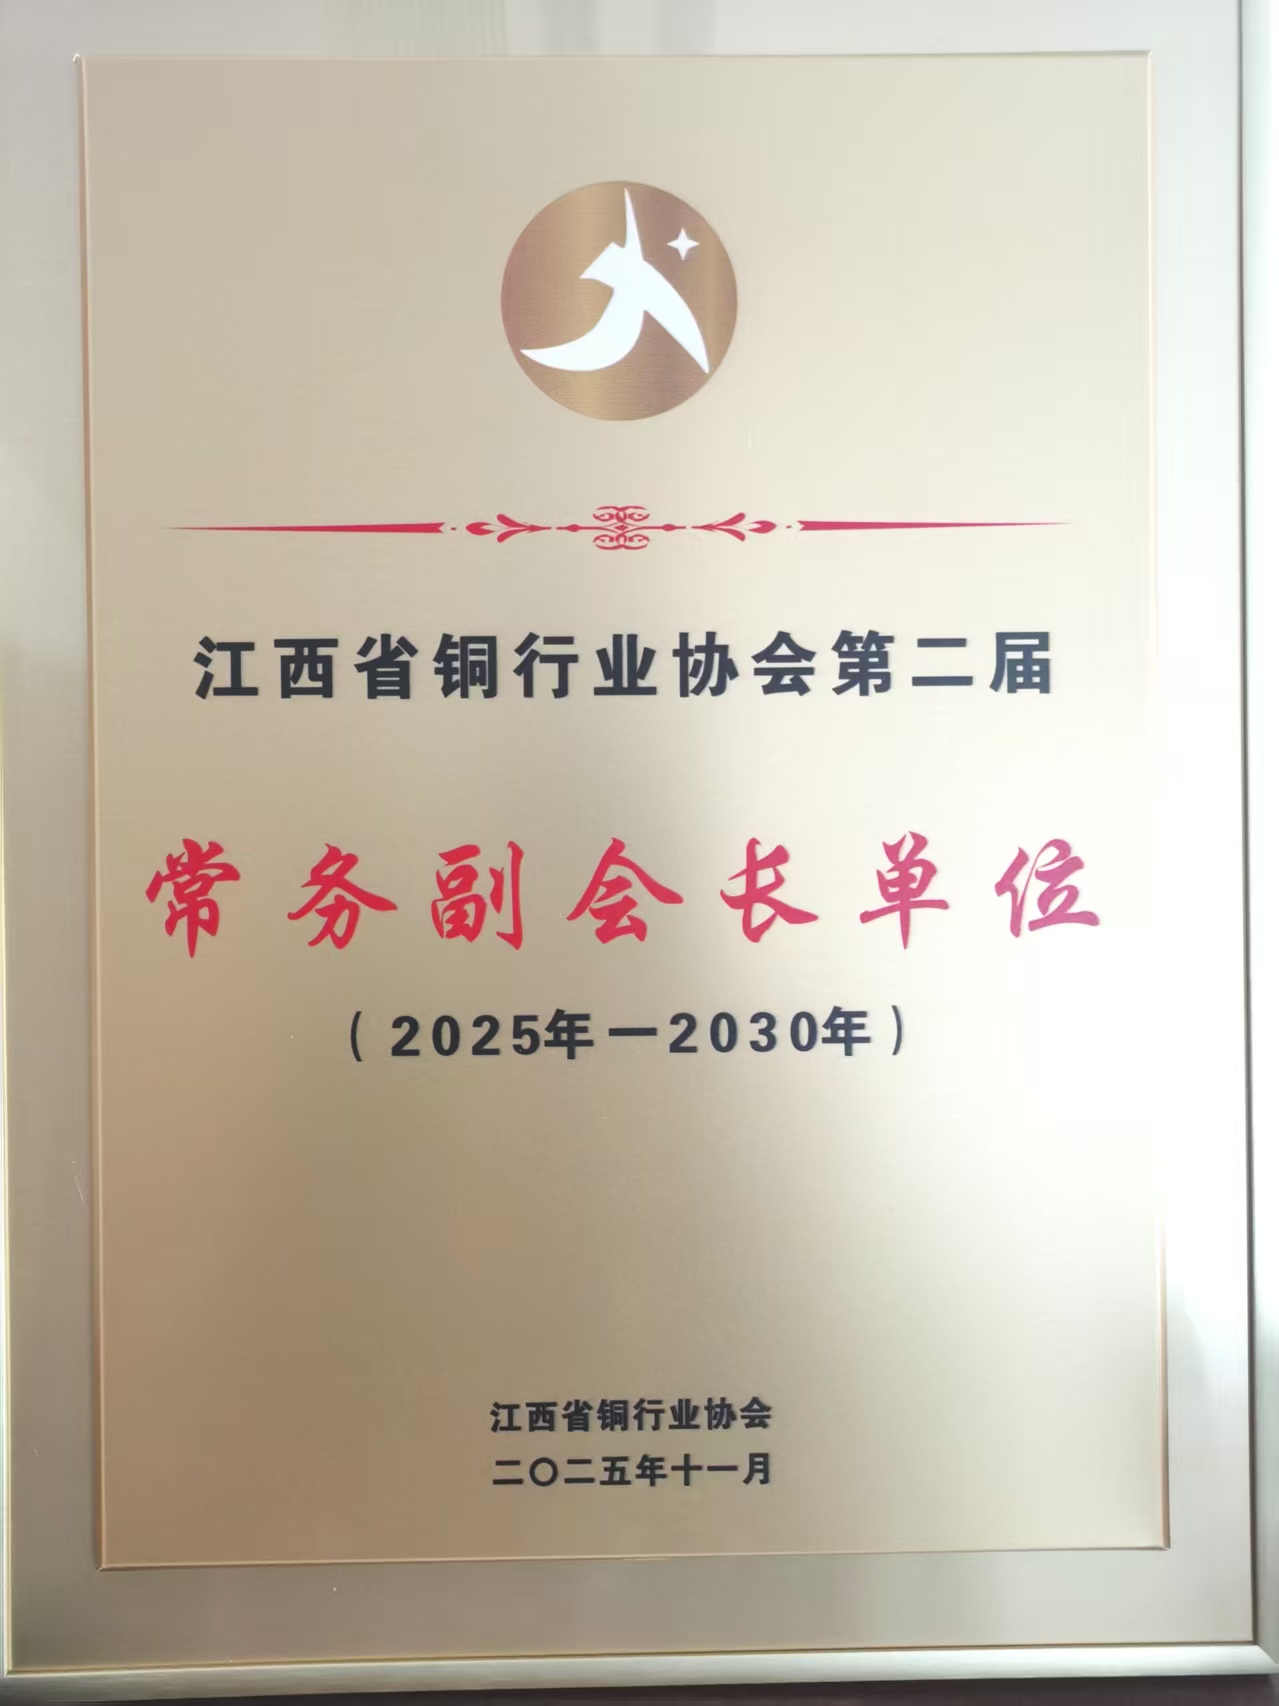 江西省铜行业协会第二届
常务副会长单位
（2025年—2030年）
江西省铜行业协会
二〇二五年十一月